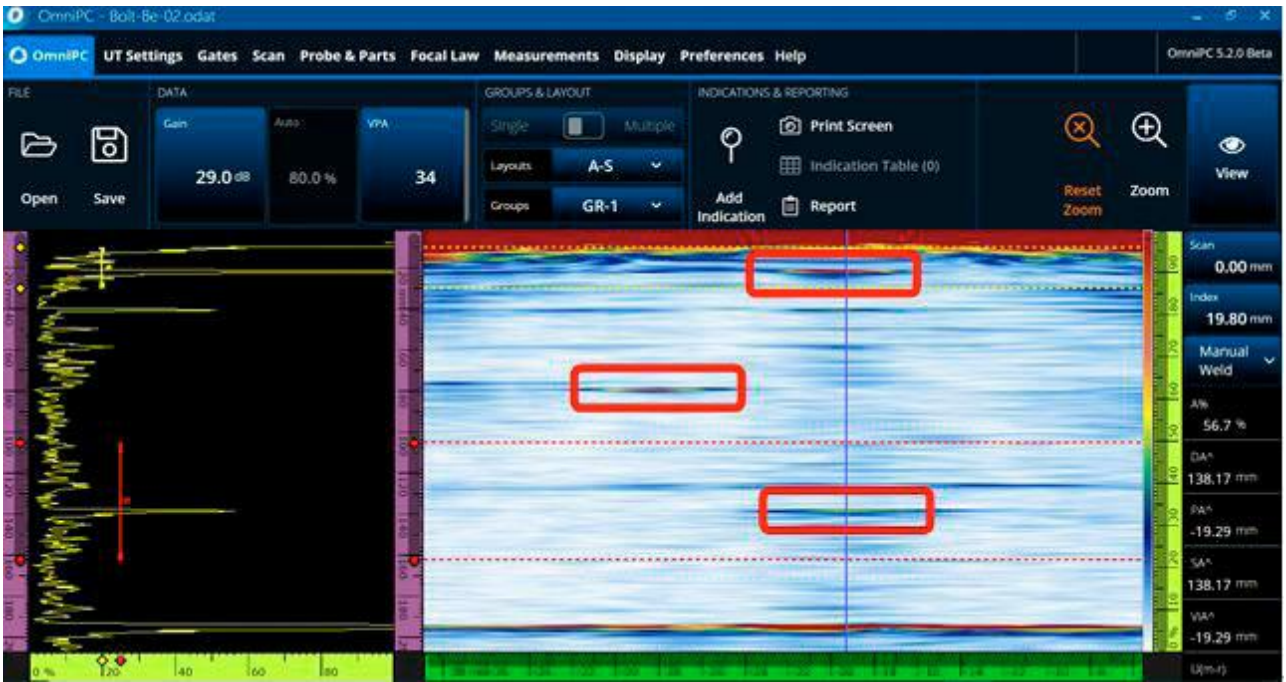 OmniPC - Bolt-Be-02.odat
OmniPC UT Settings Gates Scan Probe & Parts Focal Law Measurements Display Preferences Help OmniPC 5.2.0 Beta
FILE DATA GROUPS & LAYOUT INDICATIONS & REPORTING
Gain Auto VPA Single Multiple Print Screen
29.0 dB 80.0 % 34 Layouts A-S Indication Table (0)
Open Save Groups GR-1 Add Indication Report Reset Zoom Zoom View
Scan
0.00 mm
Index
19.80 mm
Manual Weld
A%
56.7 %
DA^
138.17 mm
PA^
-19.29 mm
SA^
138.17 mm
VIA^
-19.29 mm
U(m-r)
0 % 20 40 60 80